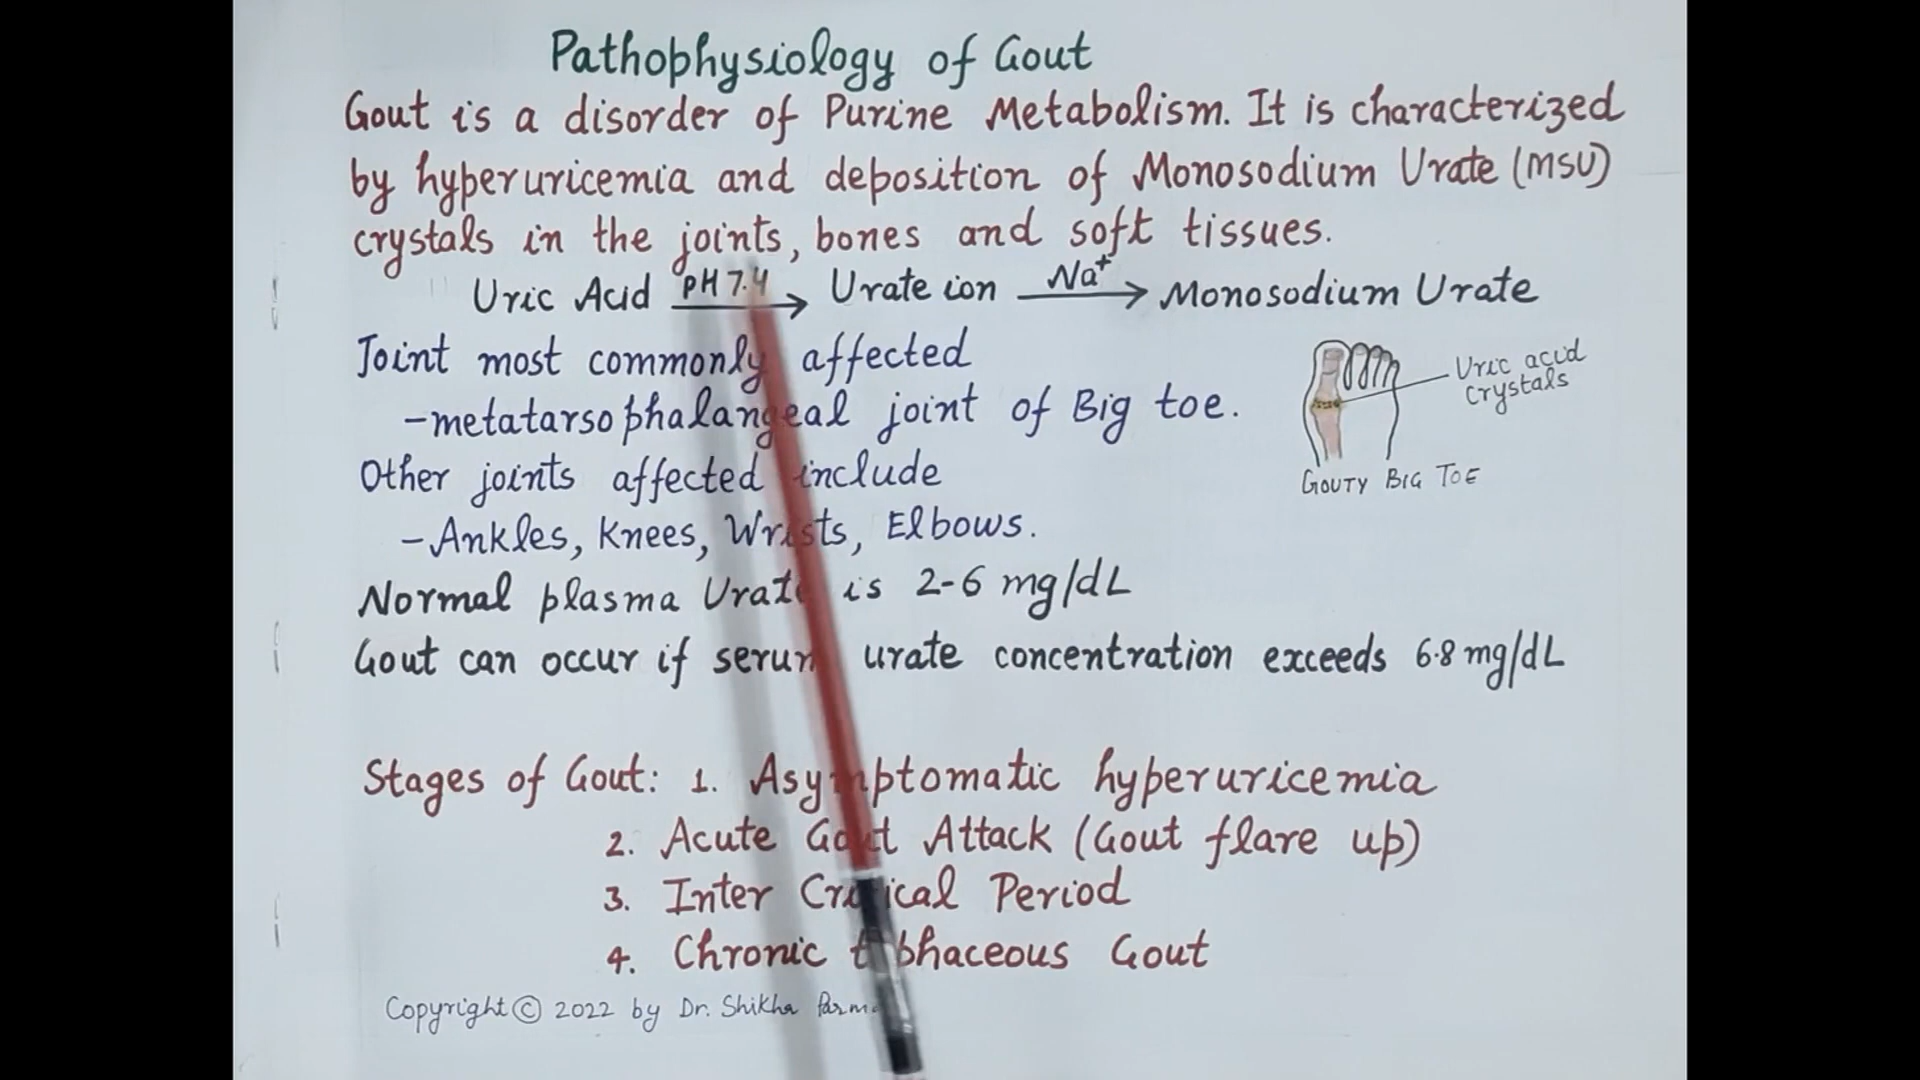 Pathophysiology of Gout
Gout is a disorder of Purine Metabolism. It is characterized
by hyperuricemia and deposition of Monosodium Urate (MSU)
crystals in the joints, bones and soft tissues.
Uric Acid pH 7.4 → Urate ion Na+ → Monosodium Urate
Joint most commonly affected
-metatarsophalangeal joint of Big toe.
Uric acid
crystals
GOUTY BIG TOE
Other joints affected include
-Ankles, Knees, Wrists, Elbows.
Normal plasma Urate is 2-6 mg/dL
Gout can occur if serum urate concentration exceeds 6.8 mg/dL
Stages of Gout: 1. Asymptomatic hyperuricemia
2. Acute Gout Attack (Gout flare up)
3. Inter Critical Period
4. Chronic tophaceous Gout
Copyright © 2022 by Dr. Shikha